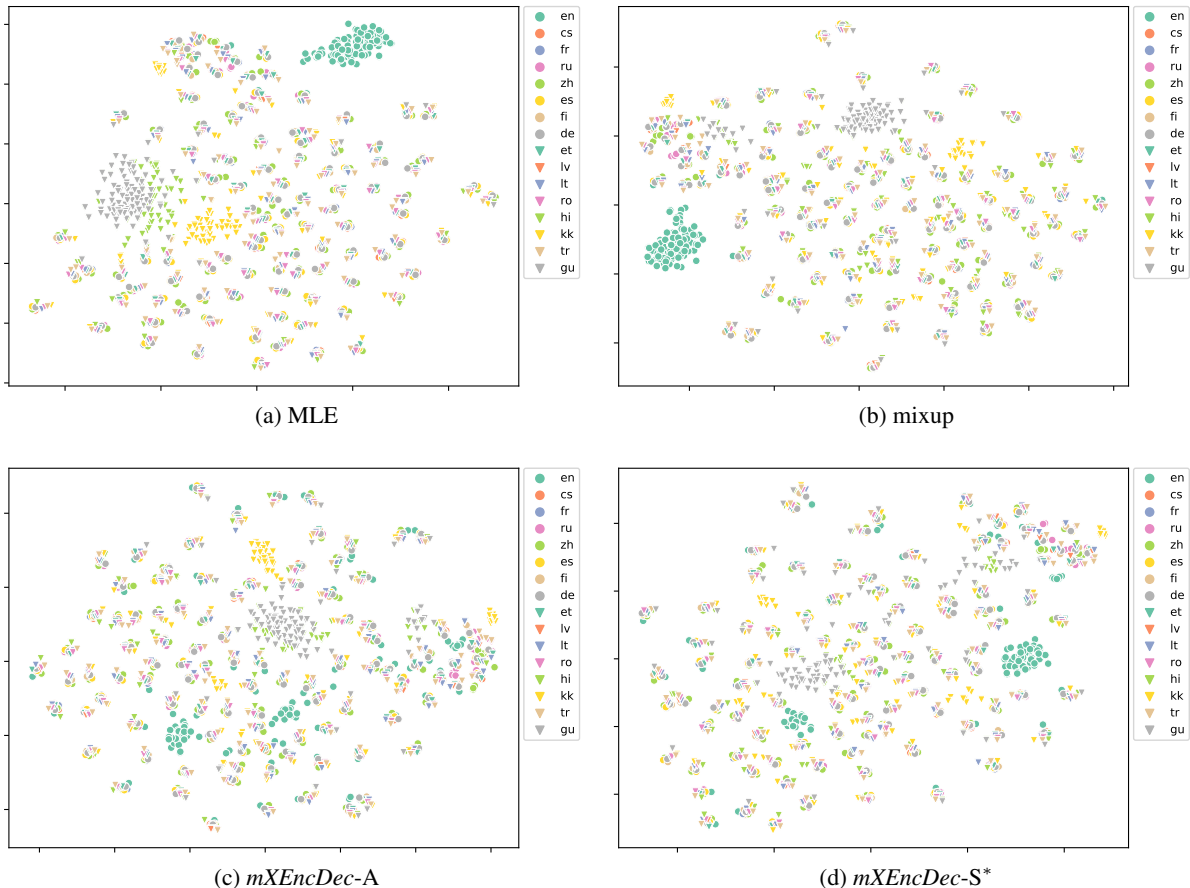 en
cs
fr
ru
zh
es
fi
de
et
lv
lt
ro
hi
kk
tr
gu
en
cs
fr
ru
zh
es
fi
de
et
lv
lt
ro
hi
kk
tr
gu
(a) MLE
(b) mixup
en
cs
fr
ru
zh
es
fi
de
et
lv
lt
ro
hi
kk
tr
gu
en
cs
fr
ru
zh
es
fi
de
et
lv
lt
ro
hi
kk
tr
gu
(c) mXEncDec-A
(d) mXEncDec-S*